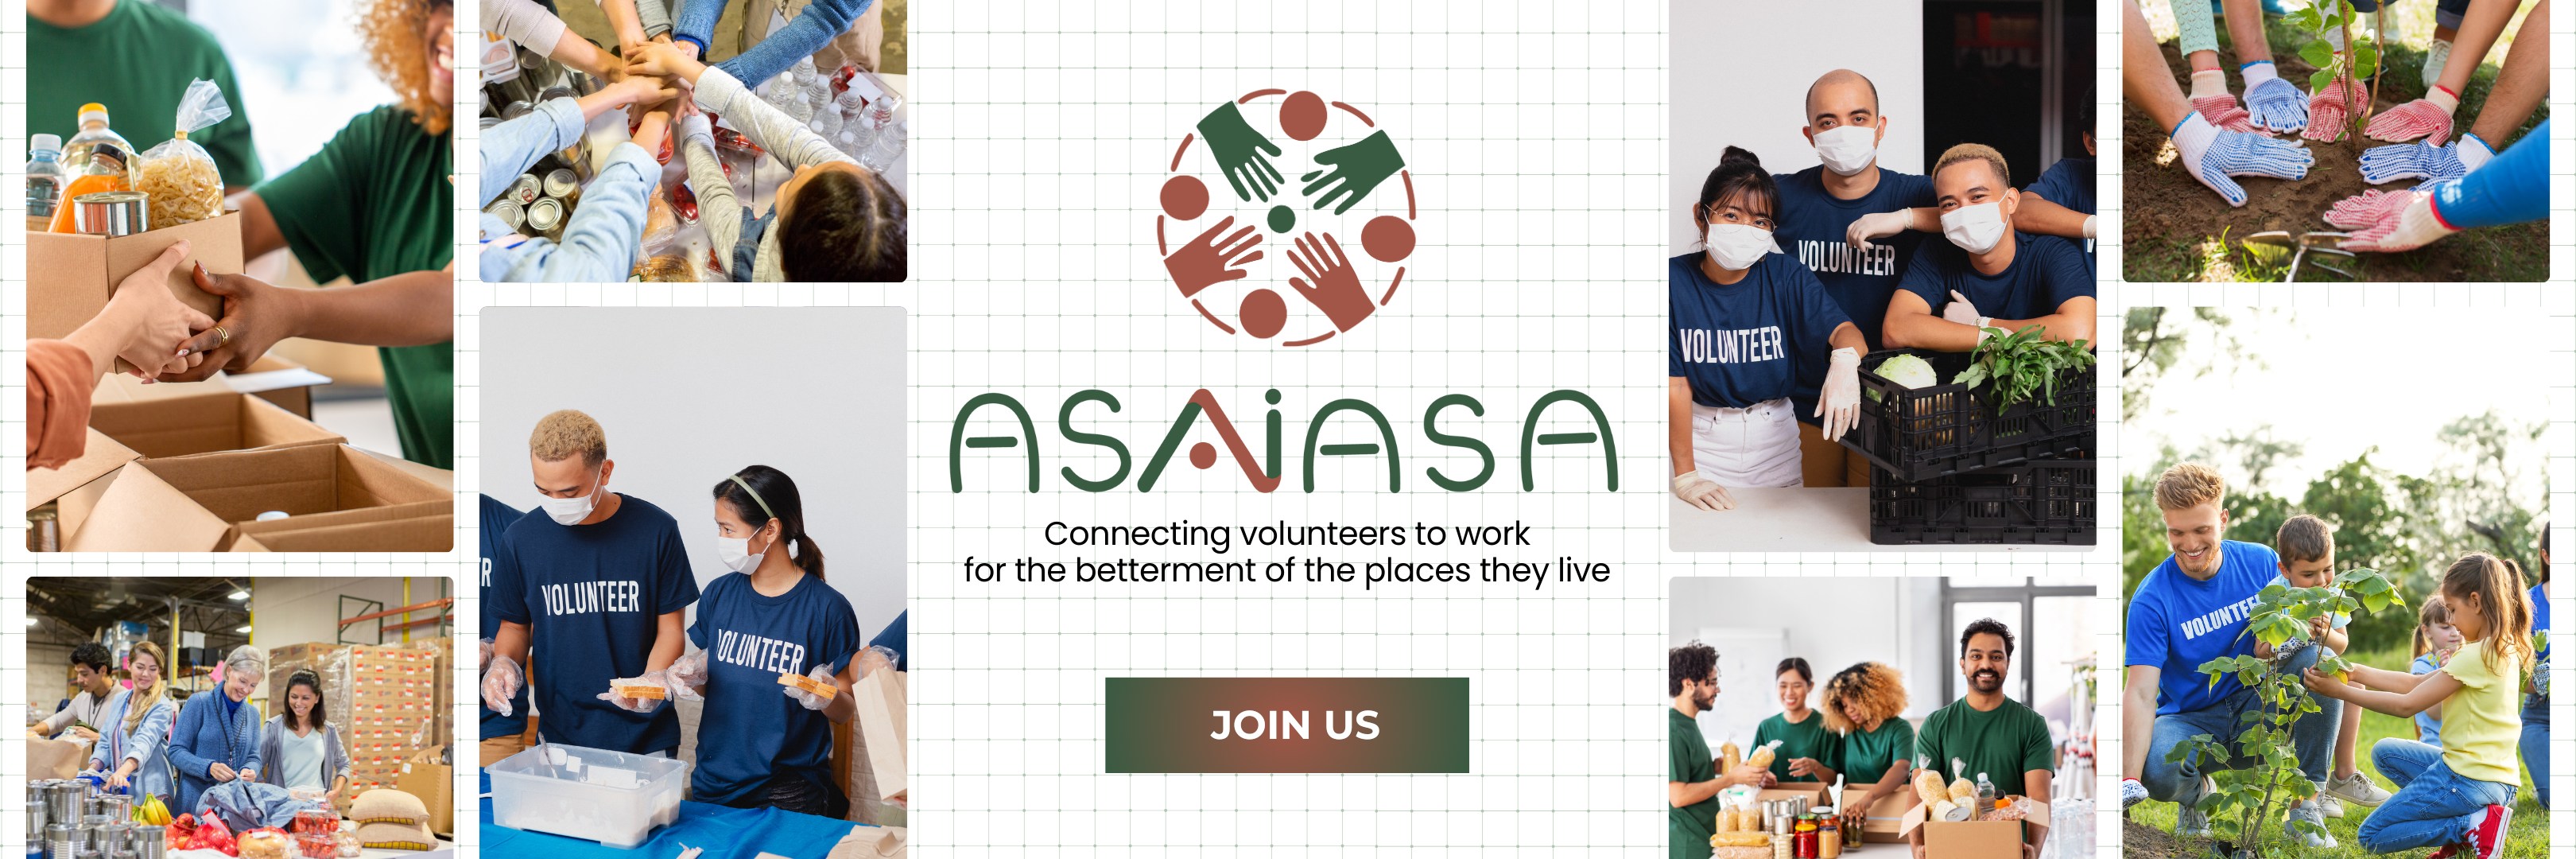 VOLUNTEER
VOLUNTEER
ASAiASA
Connecting volunteers to work
for the betterment of the places they live
JOIN US
VOLUNTEER
VOLUNTEER
VOLUNTEER